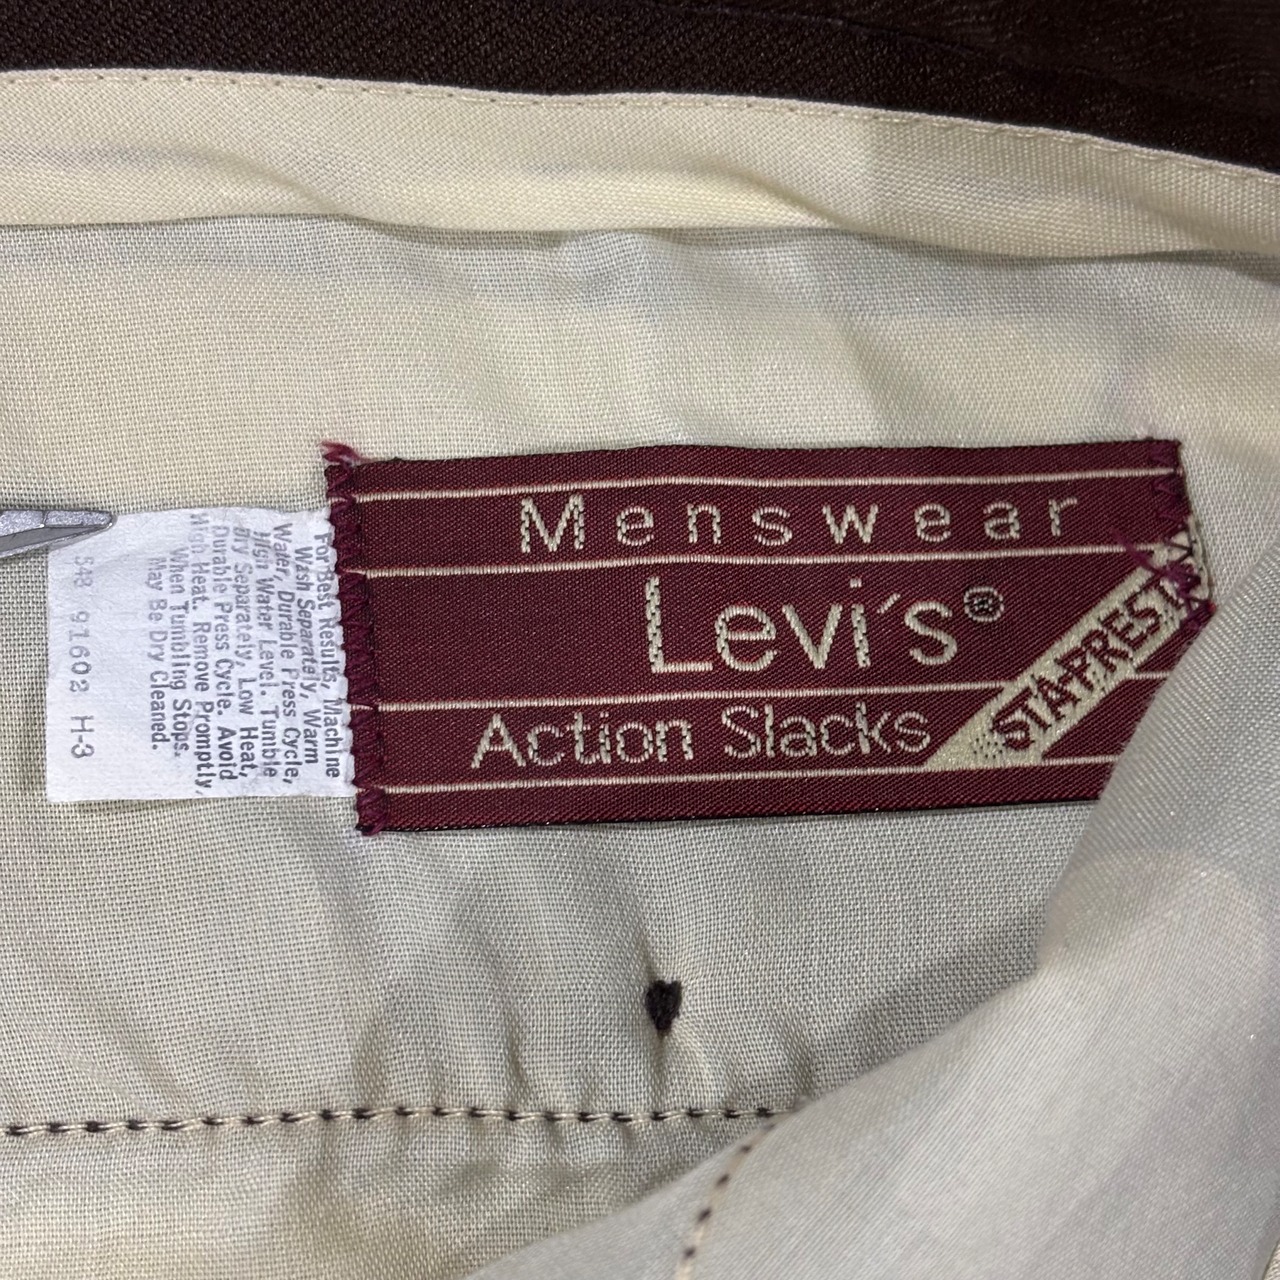 Menswear
Levi's®
Action Slacks
STA-PREST
For Best Results, Machine
Wash Separately, Warm
Water, Durable Press Cycle,
High Water Level. Tumble
Dry Separately, Low Heat,
Durable Press Cycle. Avoid
High Heat. Remove Promptly,
When Tumbling Stops.
May Be Dry Cleaned.
91602 H-3